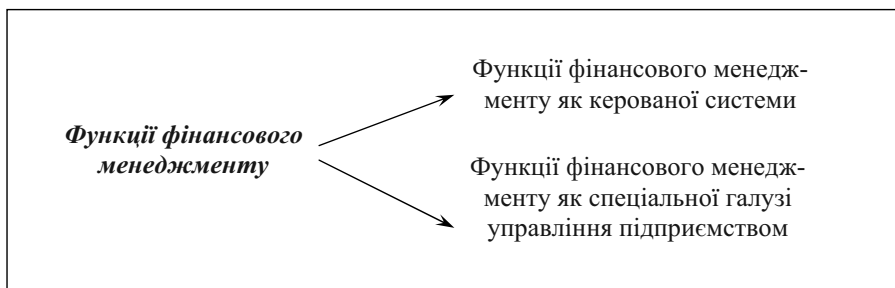 Функції фінансового менедж-
менту як керованої системи
Функції фінансового
менеджменту
Функції фінансового менедж-
менту як спеціальної галузі
управління підприємством